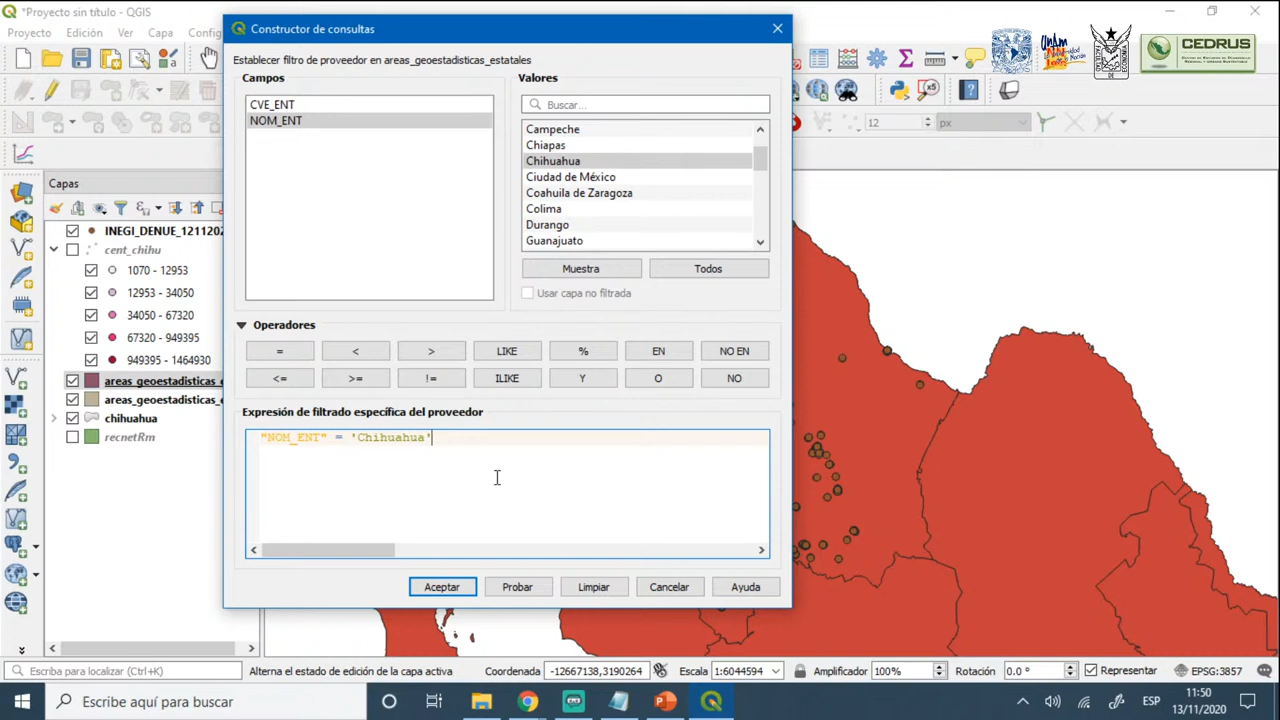 *Proyecto sin título — QGIS
Proyecto Edición Ver Capa Config
Constructor de consultas
Establecer filtro de proveedor en areas_geoestadisticas_estatales
Campos
CVE_ENT
NOM_ENT
Valores
Buscar...
Campeche
Chiapas
Chihuahua
Ciudad de México
Coahuila de Zaragoza
Colima
Durango
Guanajuato
Muestra Todos
Usar capa no filtrada
Operadores
= < > LIKE % EN NO EN
<= >= != ILIKE Y O NO
Expresión de filtrado específica del proveedor
"NOM_ENT" = 'Chihuahua'
Aceptar Probar Limpiar Cancelar Ayuda
CEDRUS
12 px
Capas
INEGI_DENUE_1211202
cent_chihu
1070 - 12953
12953 - 34050
34050 - 67320
67320 - 949395
949395 - 1464930
areas_geoestadisticas_e
areas_geoestadisticas_e
chihuahua
recnetRm
Escriba para localizar (Ctrl+K) Alterna el estado de edición de la capa activa Coordenada -12667138,3190264 Escala 1:6044594 Amplificador 100% Rotación 0.0 ° Representar EPSG:3857
Escribe aquí para buscar
ESP
11:50
13/11/2020